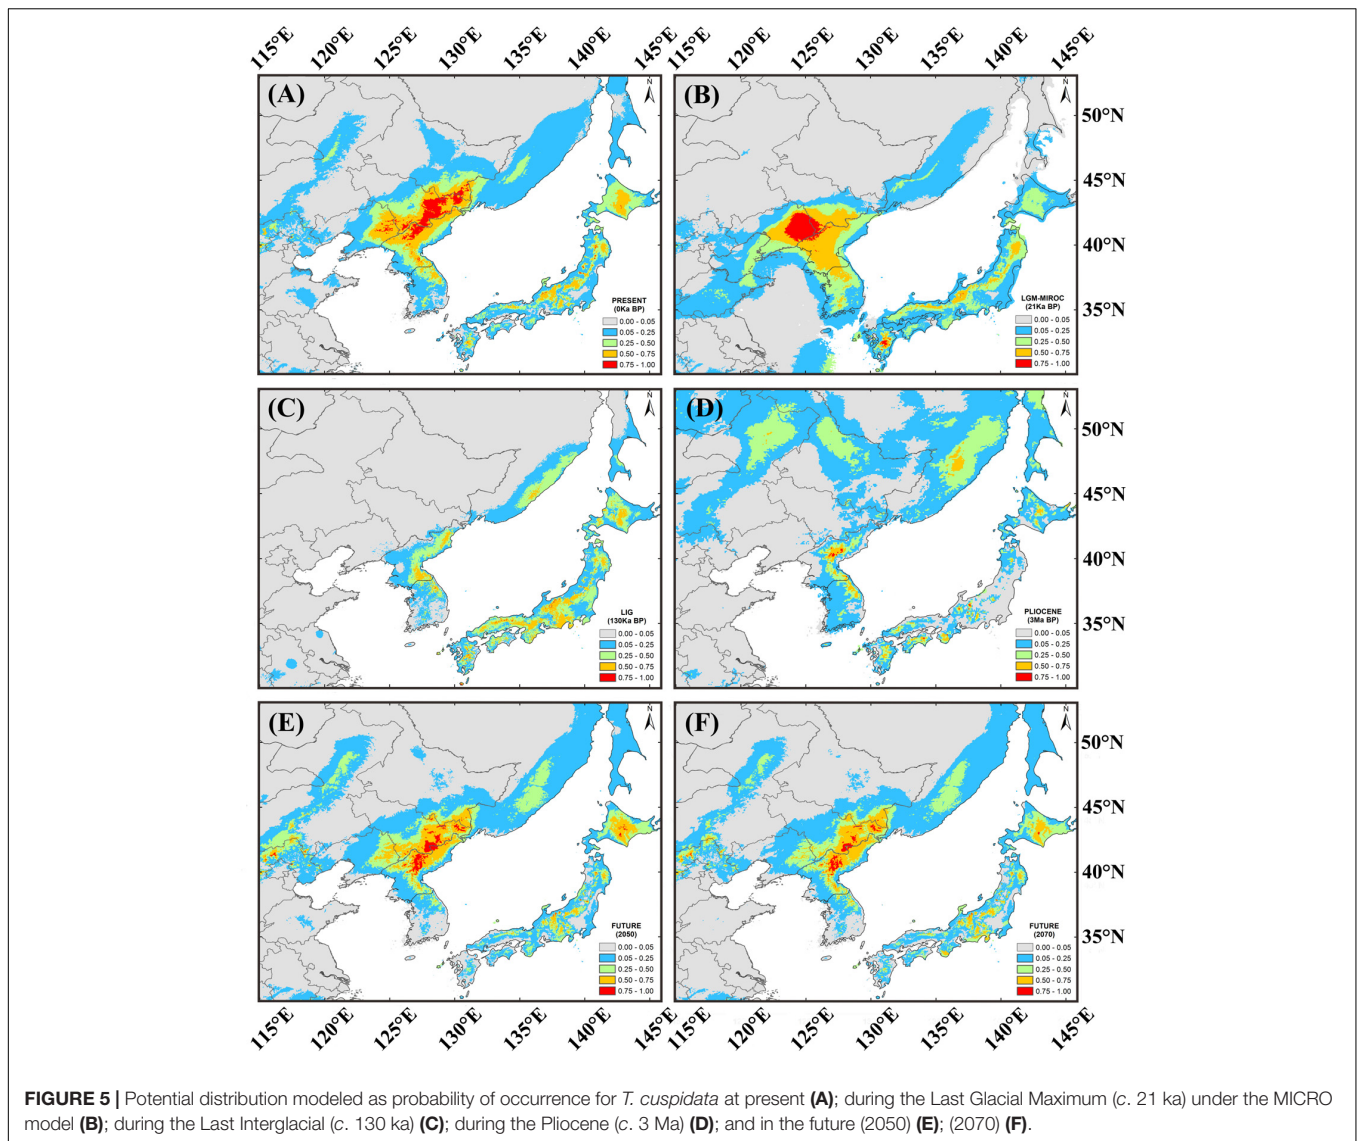 115°E 120°E 125°E 130°E 135°E 140°E 145°E 115°E 120°E 125°E 130°E 135°E 140°E 145°E
(A)
N
PRESENT
(0Ka BP)
0.00 - 0.05
0.05 - 0.25
0.25 - 0.50
0.50 - 0.75
0.75 - 1.00
(B)
N
LGM-MIROC
(21Ka BP)
0.00 - 0.05
0.05 - 0.25
0.25 - 0.50
0.50 - 0.75
0.75 - 1.00
50°N
45°N
40°N
35°N
(C)
N
LIG
(130Ka BP)
0.00 - 0.05
0.05 - 0.25
0.25 - 0.50
0.50 - 0.75
0.75 - 1.00
(D)
N
PLIOCENE
(3Ma BP)
0.00 - 0.05
0.05 - 0.25
0.25 - 0.50
0.50 - 0.75
0.75 - 1.00
50°N
45°N
40°N
35°N
(E)
N
FUTURE
(2050)
0.00 - 0.05
0.05 - 0.25
0.25 - 0.50
0.50 - 0.75
0.75 - 1.00
(F)
N
FUTURE
(2070)
0.00 - 0.05
0.05 - 0.25
0.25 - 0.50
0.50 - 0.75
0.75 - 1.00
50°N
45°N
40°N
35°N
115°E 120°E 125°E 130°E 135°E 140°E 145°E 115°E 120°E 125°E 130°E 135°E 140°E 145°E
FIGURE 5 | Potential distribution modeled as probability of occurrence for T. cuspidata at present (A); during the Last Glacial Maximum (c. 21 ka) under the MICRO
model (B); during the Last Interglacial (c. 130 ka) (C); during the Pliocene (c. 3 Ma) (D); and in the future (2050) (E); (2070) (F).